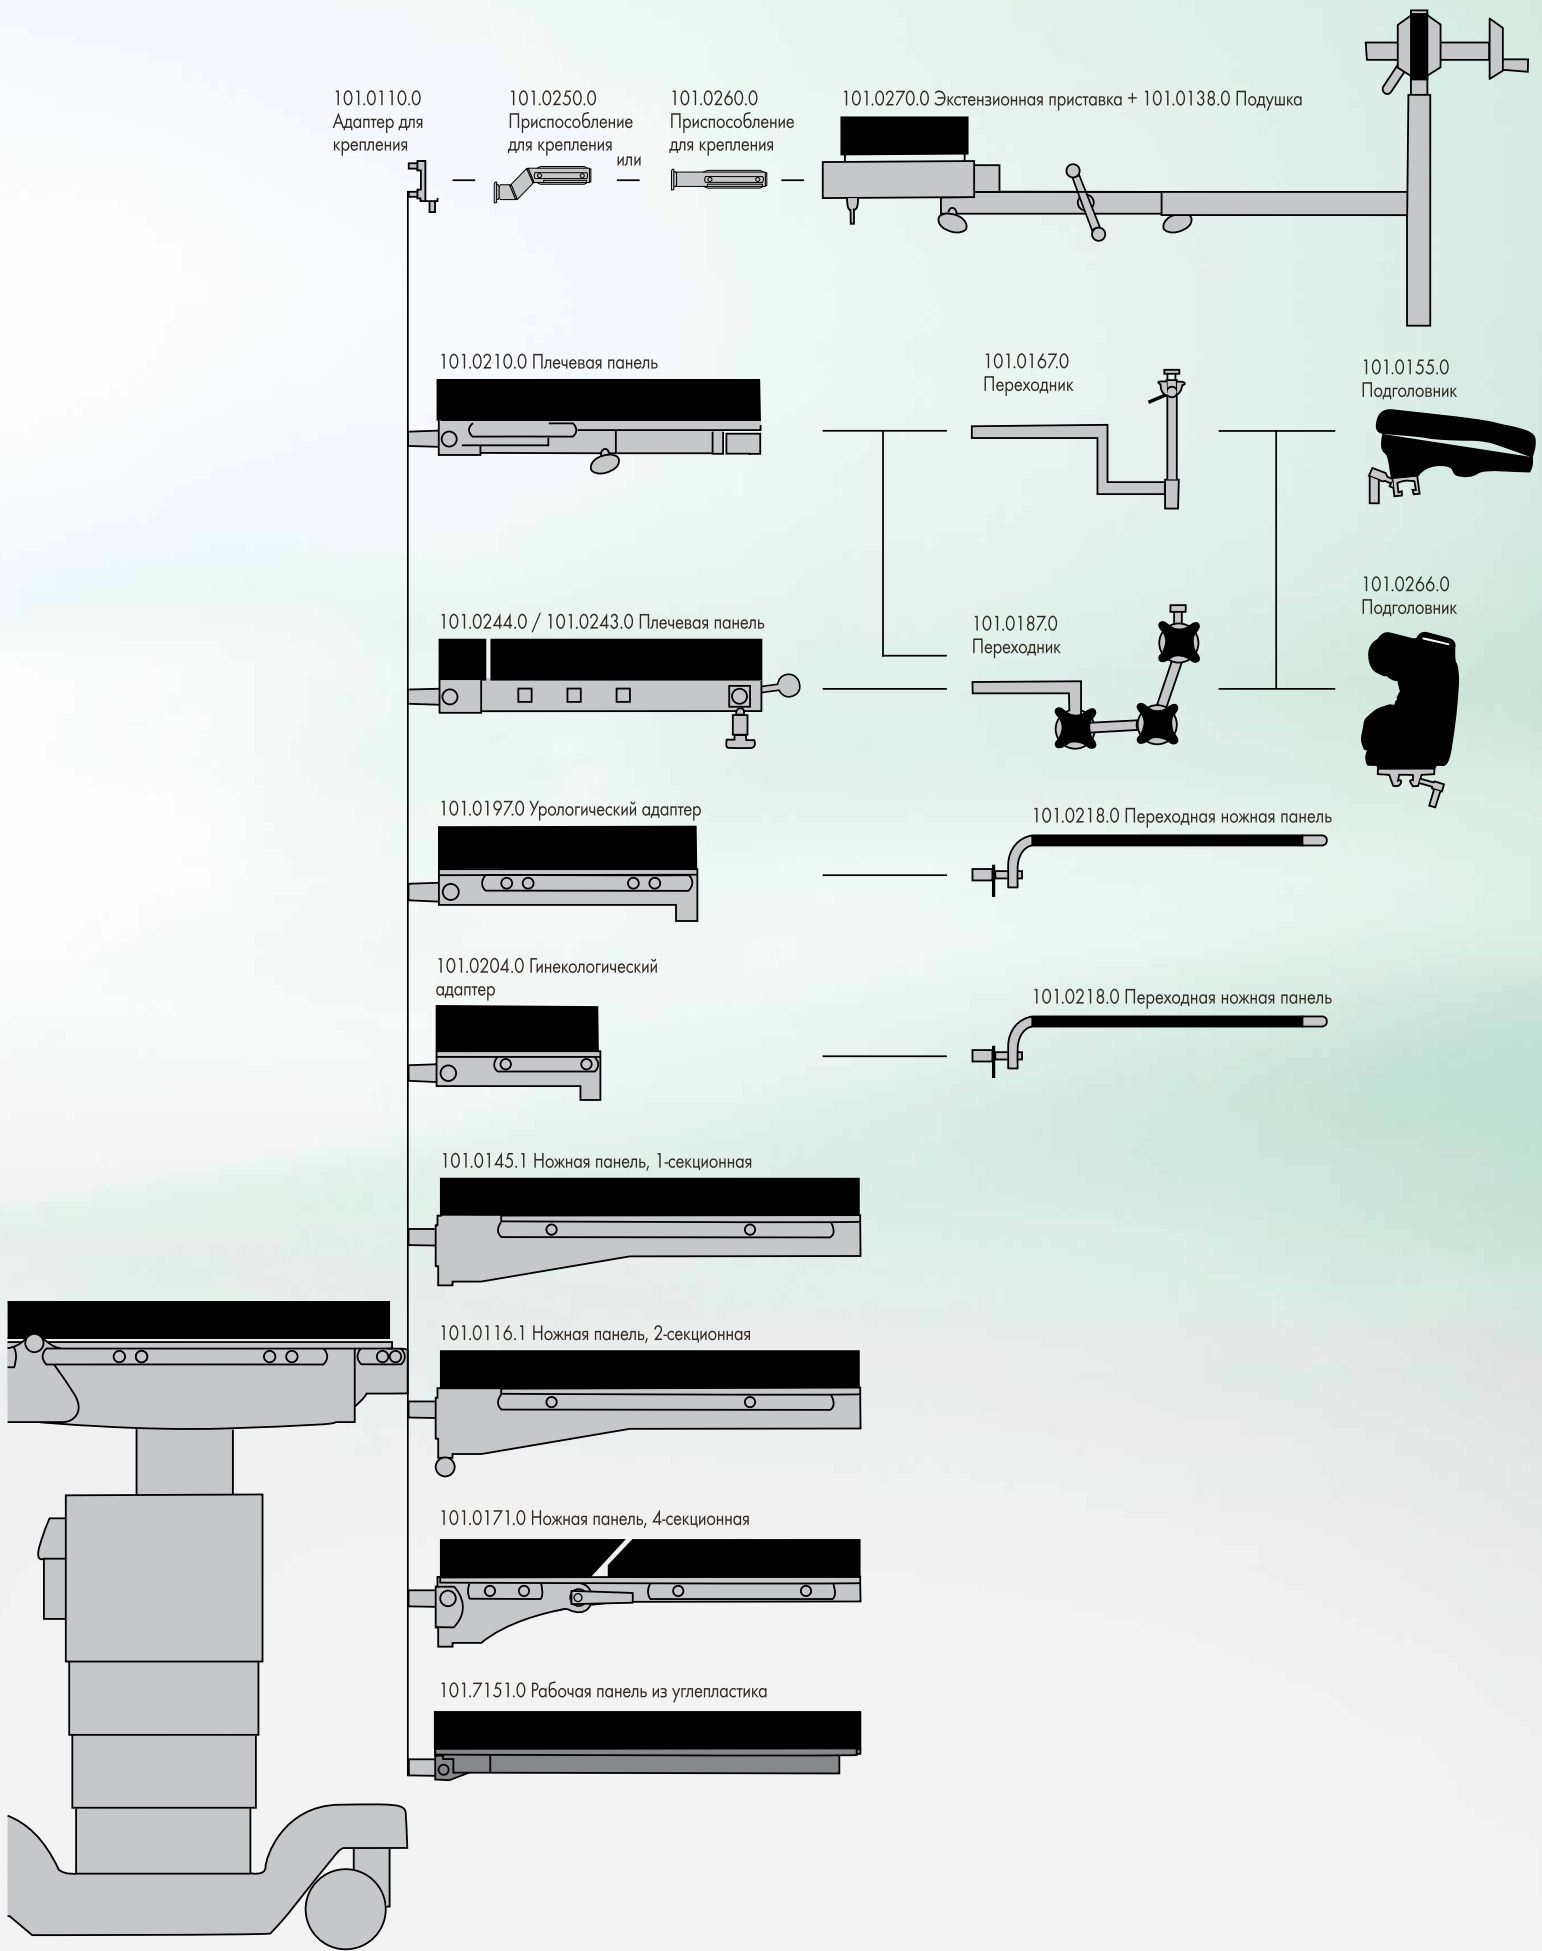 101.0110.0
Адаптер для
крепления
101.0250.0
Приспособление
для крепления
или
101.0260.0
Приспособление
для крепления
101.0270.0 Экстензионная приставка + 101.0138.0 Подушка
101.0210.0 Плечевая панель
101.0167.0
Переходник
101.0155.0
Подголовник
101.0244.0 / 101.0243.0 Плечевая панель
101.0187.0
Переходник
101.0266.0
Подголовник
101.0197.0 Урологический адаптер
101.0218.0 Переходная ножная панель
101.0204.0 Гинекологический
адаптер
101.0218.0 Переходная ножная панель
101.0145.1 Ножная панель, 1-секционная
101.0116.1 Ножная панель, 2-секционная
101.0171.0 Ножная панель, 4-секционная
101.7151.0 Рабочая панель из углепластика